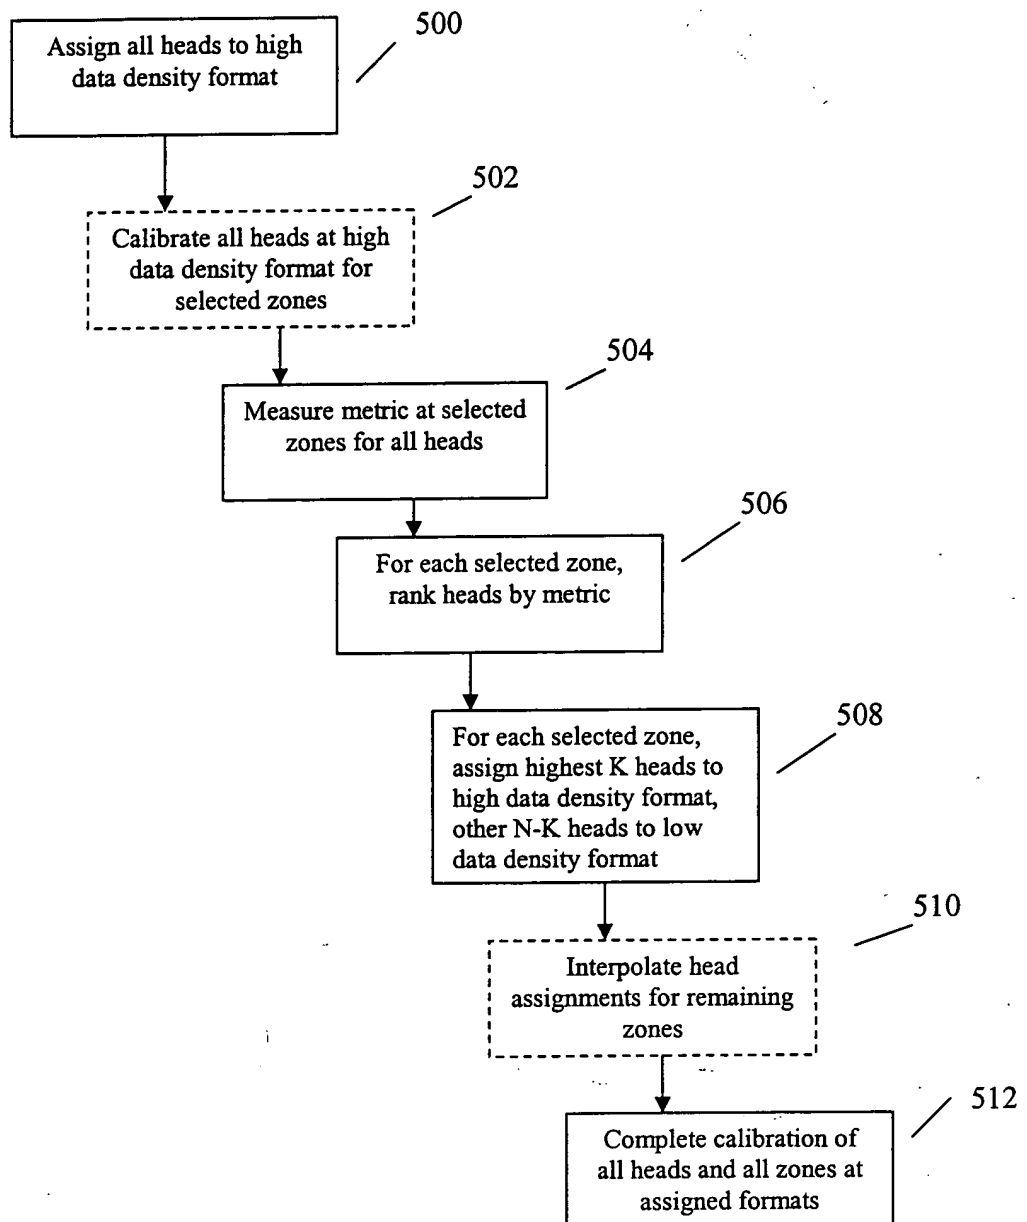 500
Assign all heads to high
data density format
502
Calibrate all heads at high
data density format for
selected zones
504
Measure metric at selected
zones for all heads
506
For each selected zone,
rank heads by metric
508
For each selected zone,
assign highest K heads to
high data density format,
other N-K heads to low
data density format
510
Interpolate head
assignments for remaining
zones
512
Complete calibration of
all heads and all zones at
assigned formats